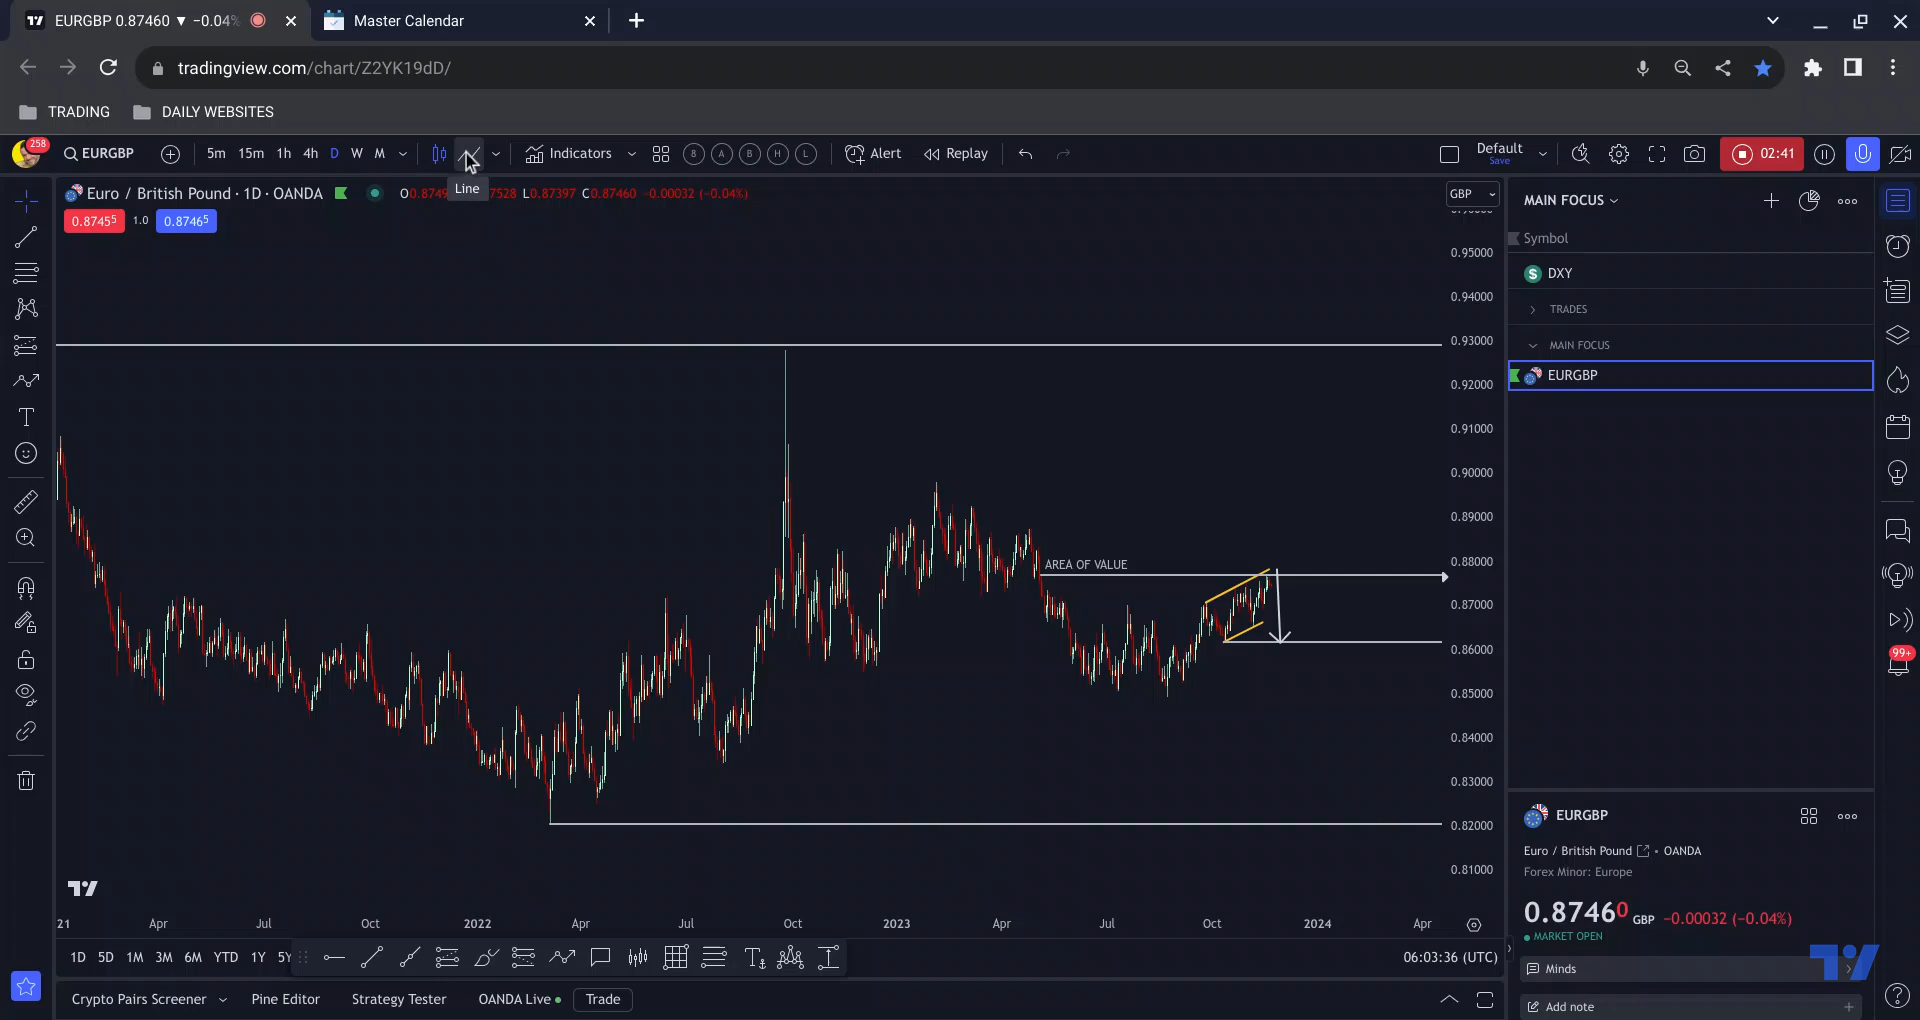 EURGBP 0.87460 ▼ −0.04%
Master Calendar
tradingview.com/chart/Z2YK19dD/
TRADING
DAILY WEBSITES
258
EURGBP
5m 15m 1h 4h D W M
Indicators
8 A B H L
Alert
Replay
Default
Save
02:41
Line
Euro / British Pound · 1D · OANDA
L0.87397 C0.87460 −0.00032 (−0.04%)
0.87455
1.0
0.87465
GBP
0.95000
0.94000
0.93000
0.92000
0.91000
0.90000
0.89000
0.88000
0.87000
0.86000
0.85000
0.84000
0.83000
0.82000
0.81000
AREA OF VALUE
21 Apr Jul Oct 2022 Apr Jul Oct 2023 Apr Jul Oct 2024 Apr
1D 5D 1M 3M 6M YTD 1Y 5Y
06:03:36 (UTC)
Crypto Pairs Screener
Pine Editor
Strategy Tester
OANDA Live
Trade
MAIN FOCUS
Symbol
DXY
TRADES
MAIN FOCUS
EURGBP
99+
EURGBP
Euro / British Pound • OANDA
Forex Minor: Europe
0.87460 GBP −0.00032 (−0.04%)
MARKET OPEN
Minds
Add note